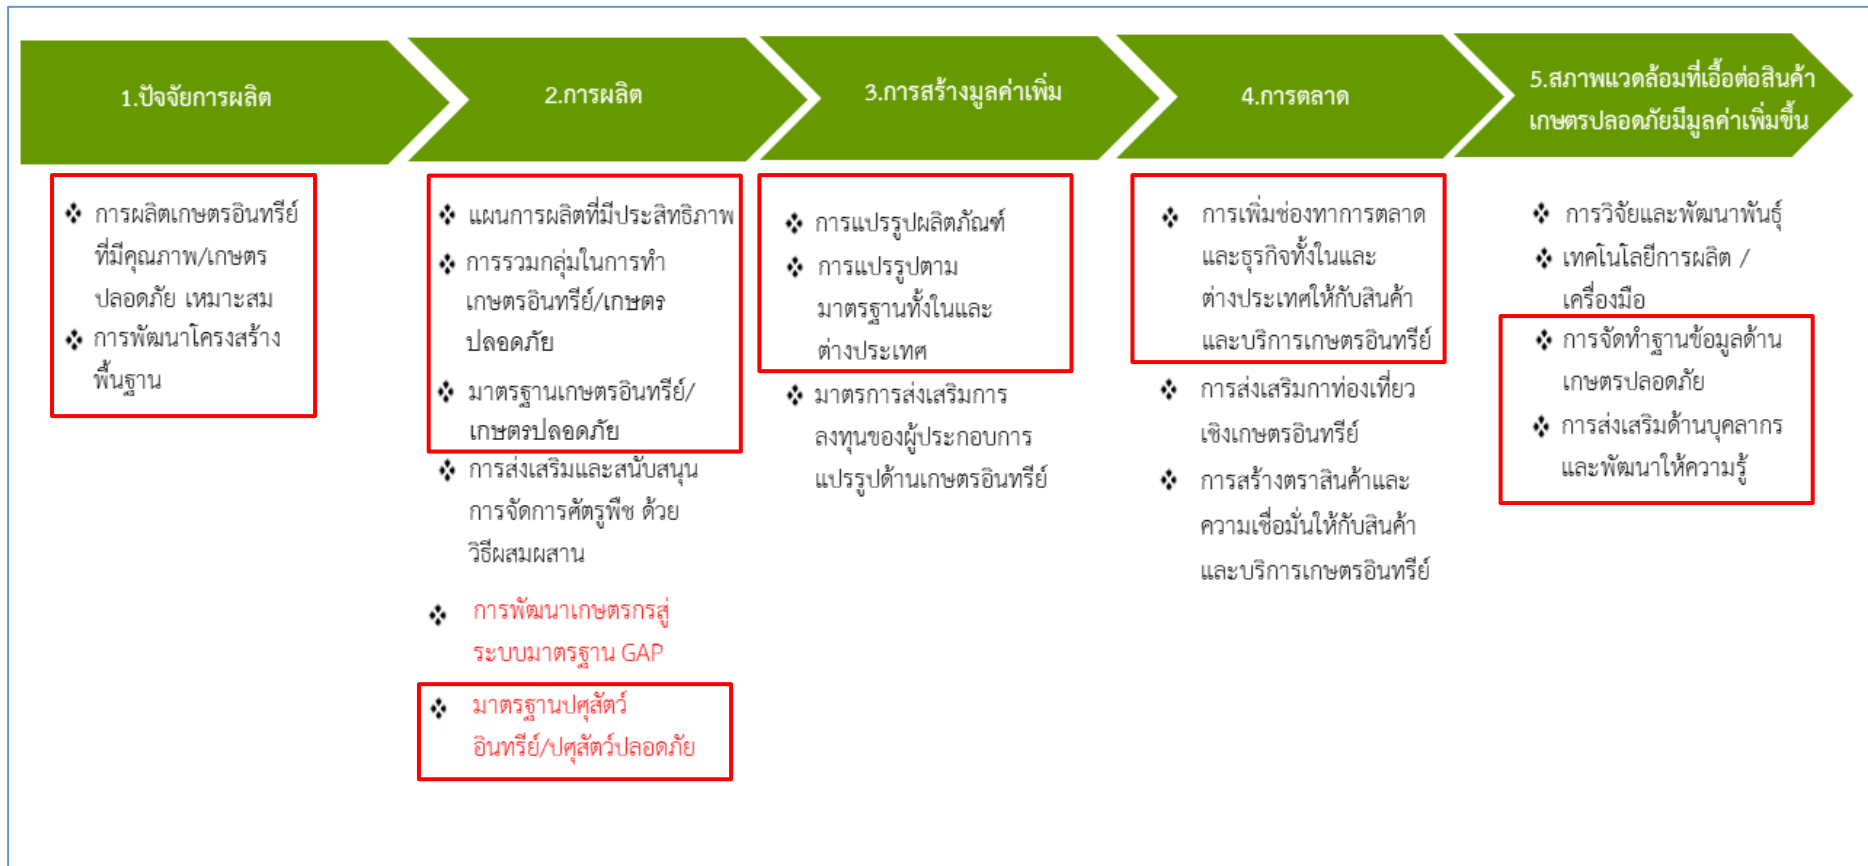 1.ปัจจัยการผลิต
2.การผลิต
3.การสร้างมูลค่าเพิ่ม
4.การตลาด
5.สภาพแวดล้อมที่เอื้อต่อสินค้า
เกษตรปลอดภัยมีมูลค่าเพิ่มขึ้น
❖ การผลิตเกษตรอินทรีย์
ที่มีคุณภาพ/เกษตร
ปลอดภัย เหมาะสม
❖ การพัฒนาโครงสร้าง
พื้นฐาน
❖ แผนการผลิตที่มีประสิทธิภาพ
❖ การรวมกลุ่มในการทำ
เกษตรอินทรีย์/เกษตร
ปลอดภัย
❖ มาตรฐานเกษตรอินทรีย์/
เกษตรปลอดภัย
❖ การส่งเสริมและสนับสนุน
การจัดการศัตรูพืช ด้วย
วิธีผสมผสาน
❖ การพัฒนาเกษตรกรสู่
ระบบมาตรฐาน GAP
❖ มาตรฐานปศุสัตว์
อินทรีย์/ปศุสัตว์ปลอดภัย
❖ การแปรรูปผลิตภัณฑ์
❖ การแปรรูปตาม
มาตรฐานทั้งในและ
ต่างประเทศ
❖ มาตรการส่งเสริมการ
ลงทุนของผู้ประกอบการ
แปรรูปด้านเกษตรอินทรีย์
❖ การเพิ่มช่องทาการตลาด
และธุรกิจทั้งในและ
ต่างประเทศให้กับสินค้า
และบริการเกษตรอินทรีย์
❖ การส่งเสริมกาท่องเที่ยว
เชิงเกษตรอินทรีย์
❖ การสร้างตราสินค้าและ
ความเชื่อมั่นให้กับสินค้า
และบริการเกษตรอินทรีย์
❖ การวิจัยและพัฒนาพันธุ์
❖ เทคโนโลยีการผลิต /
เครื่องมือ
❖ การจัดทำฐานข้อมูลด้าน
เกษตรปลอดภัย
❖ การส่งเสริมด้านบุคลากร
และพัฒนาให้ความรู้